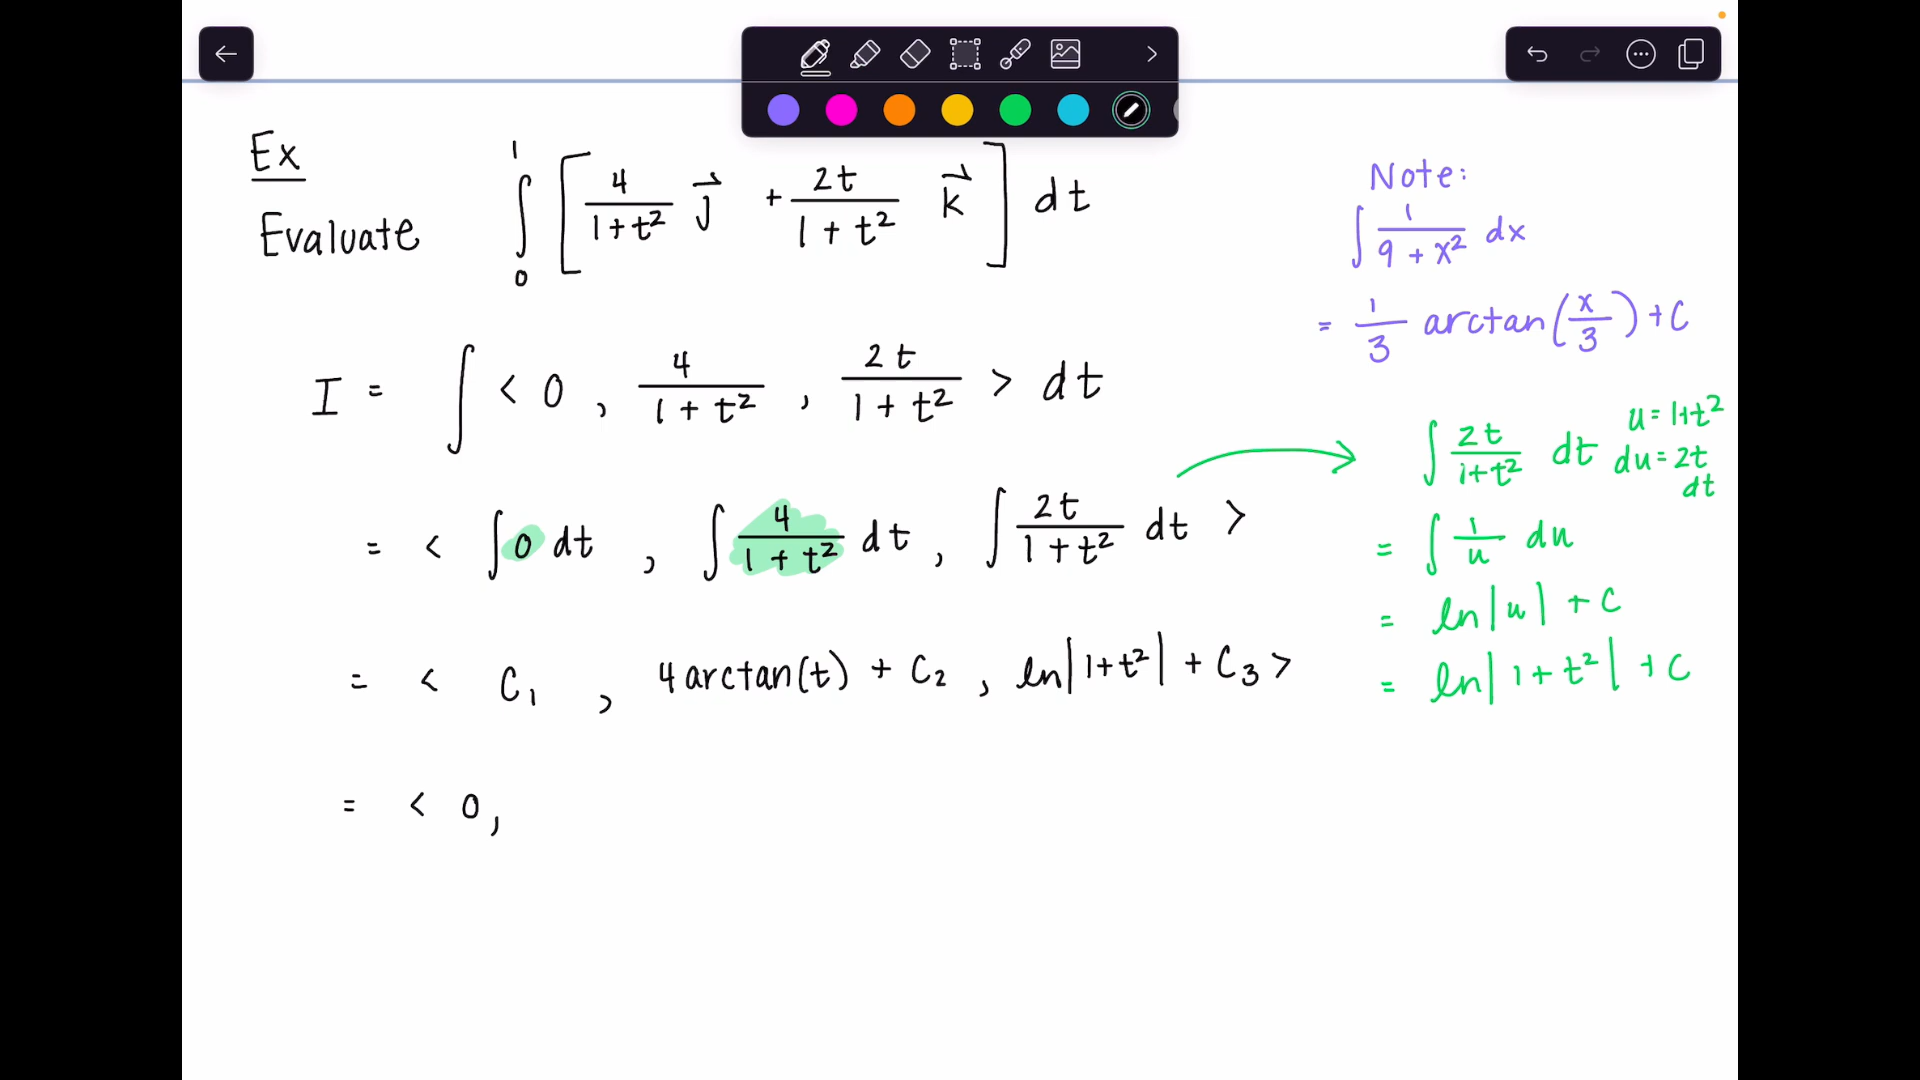 Ex
Evaluate ∫₀¹ [ 4/(1+t²) j⃗ + 2t/(1+t²) k⃗ ] dt
I = ∫ < 0 , 4/(1+t²) , 2t/(1+t²) > dt
= < ∫ 0 dt , ∫ 4/(1+t²) dt , ∫ 2t/(1+t²) dt >
= < C₁ , 4 arctan(t) + C₂ , ln|1+t²| + C₃ >
= < 0,
Note:
∫ 1/(9+x²) dx
= 1/3 arctan(x/3) + C
∫ 2t/(1+t²) dt
u = 1+t²
du = 2t
dt
= ∫ 1/u du
= ln|u| + C
= ln|1+t²| + C